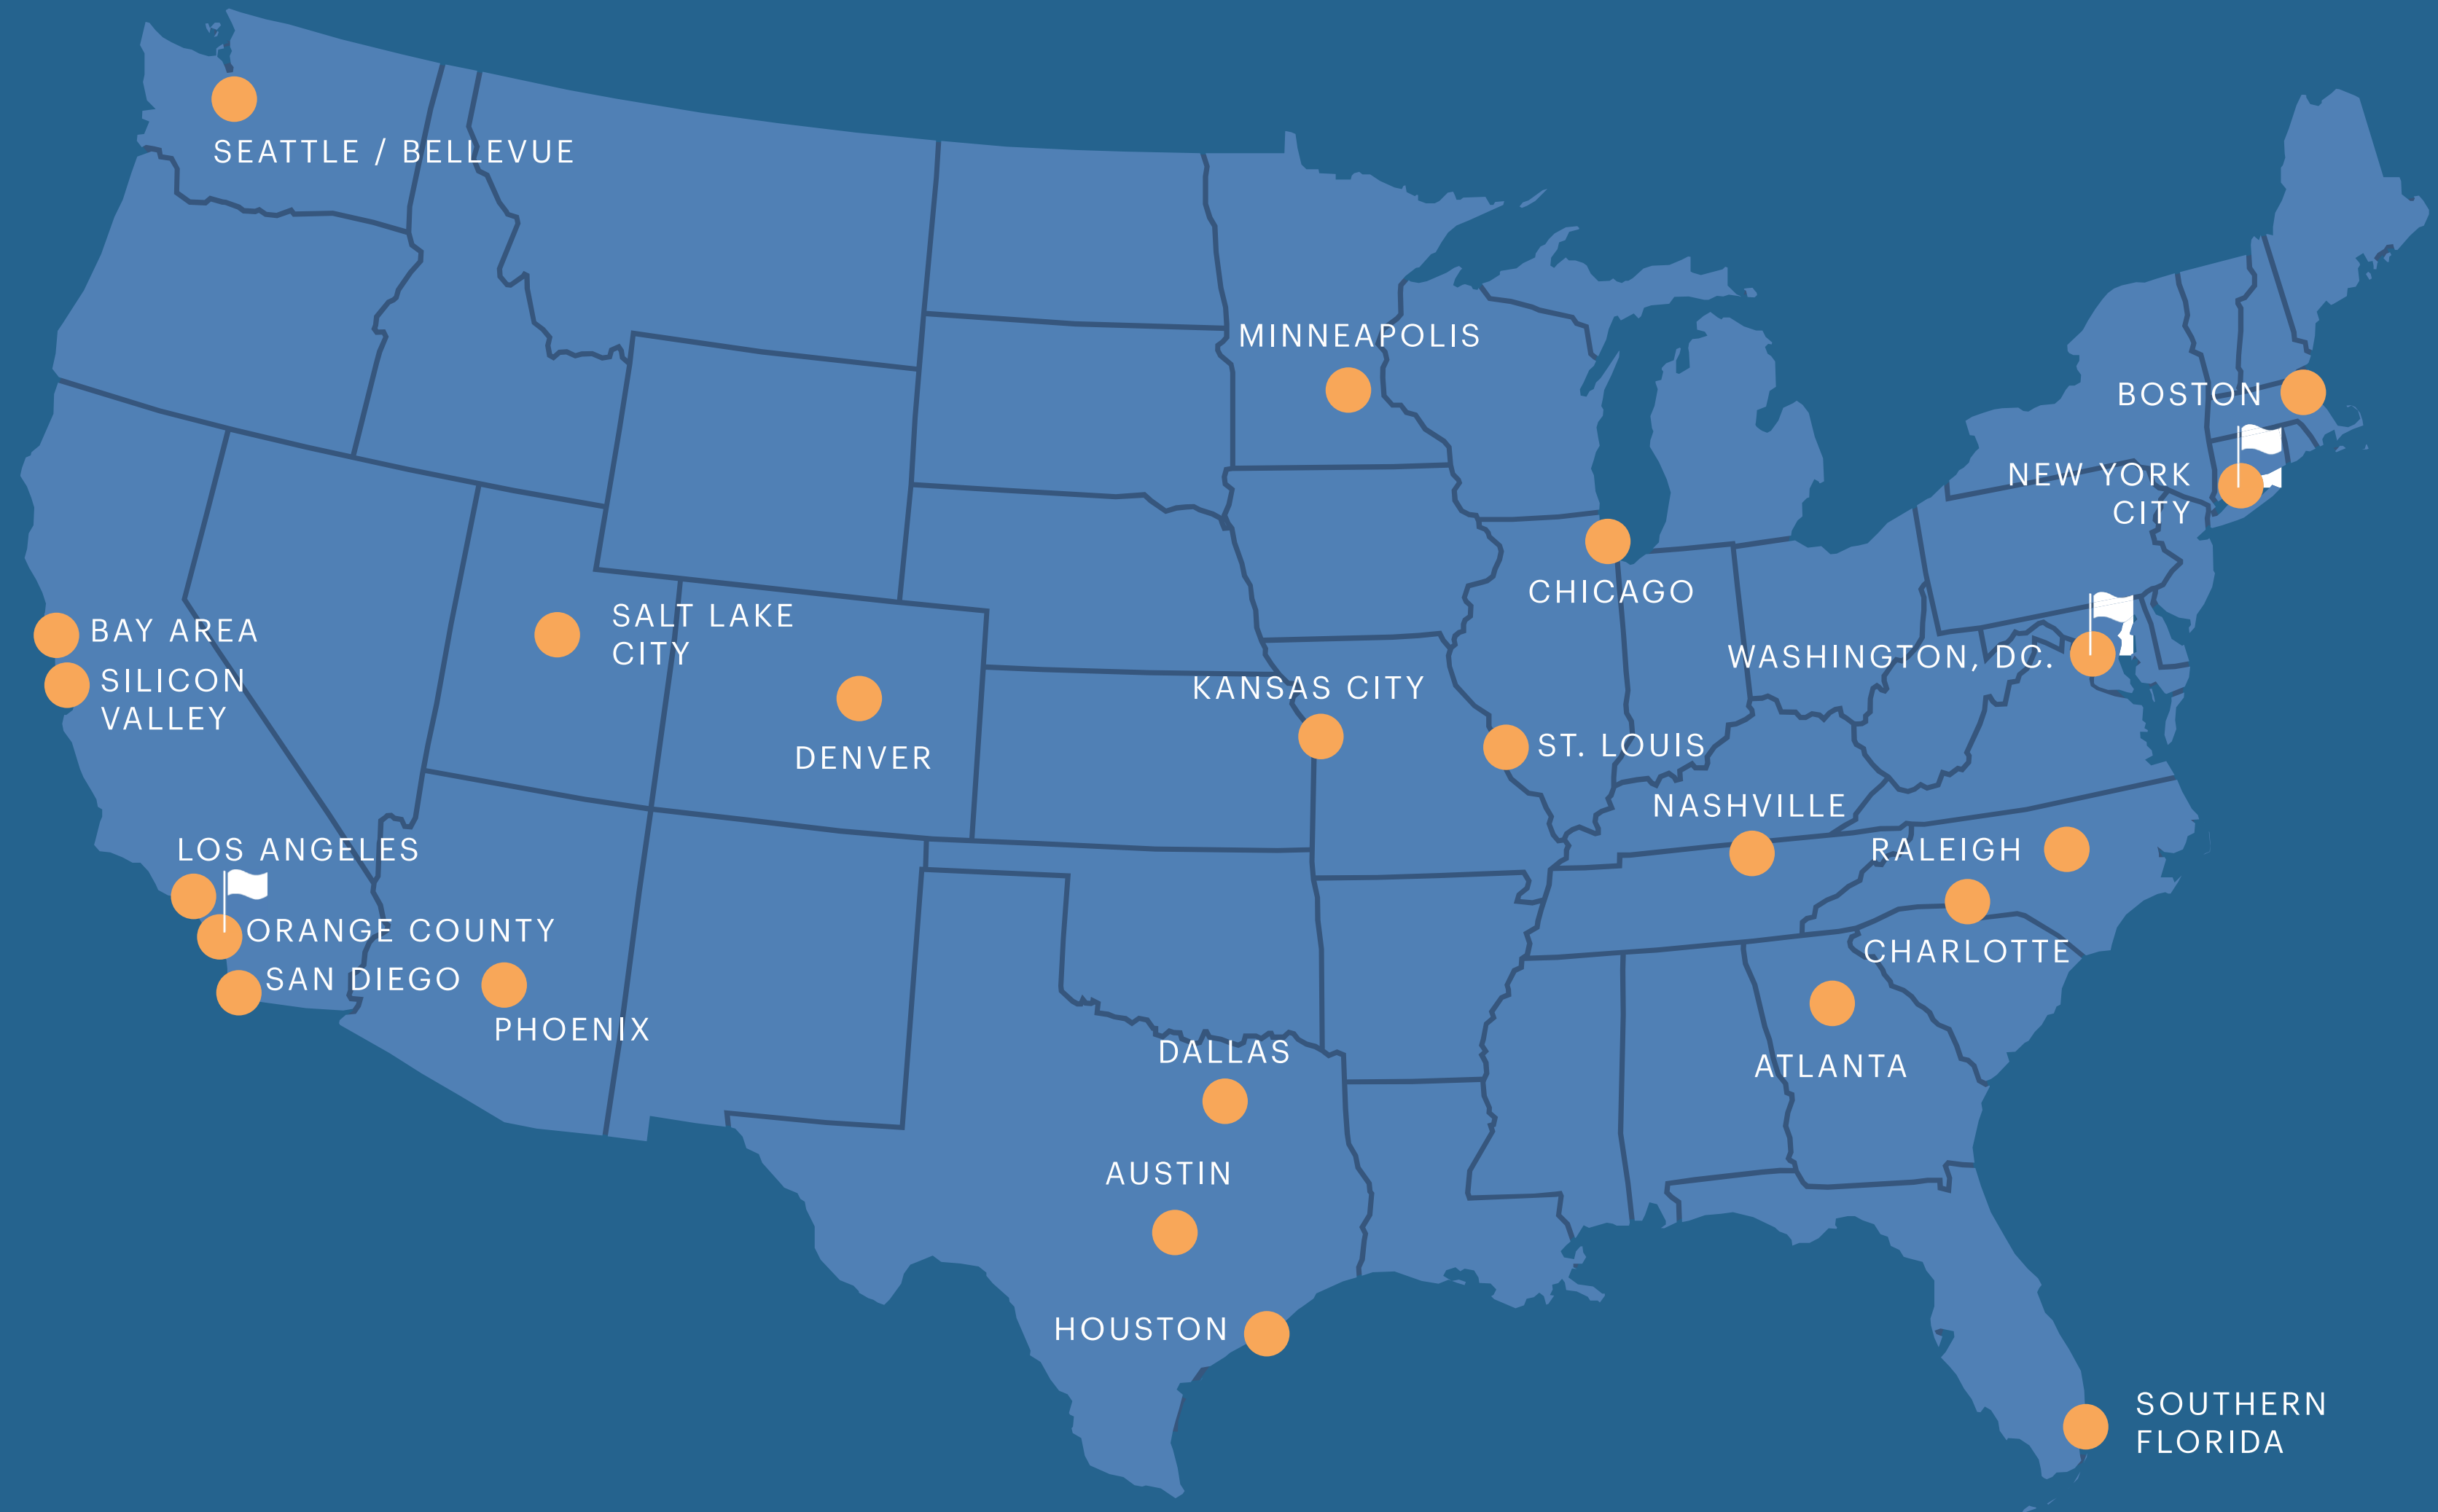 SEATTLE / BELLEVUE
MINNEAPOLIS
BOSTON
NEW YORK
CITY
CHICAGO
BAY AREA
SILICON
VALLEY
SALT LAKE
CITY
DENVER
KANSAS CITY
ST. LOUIS
WASHINGTON, DC.
NASHVILLE
RALEIGH
CHARLOTTE
LOS ANGELES
ORANGE COUNTY
SAN DIEGO
PHOENIX
DALLAS
ATLANTA
AUSTIN
HOUSTON
SOUTHERN
FLORIDA